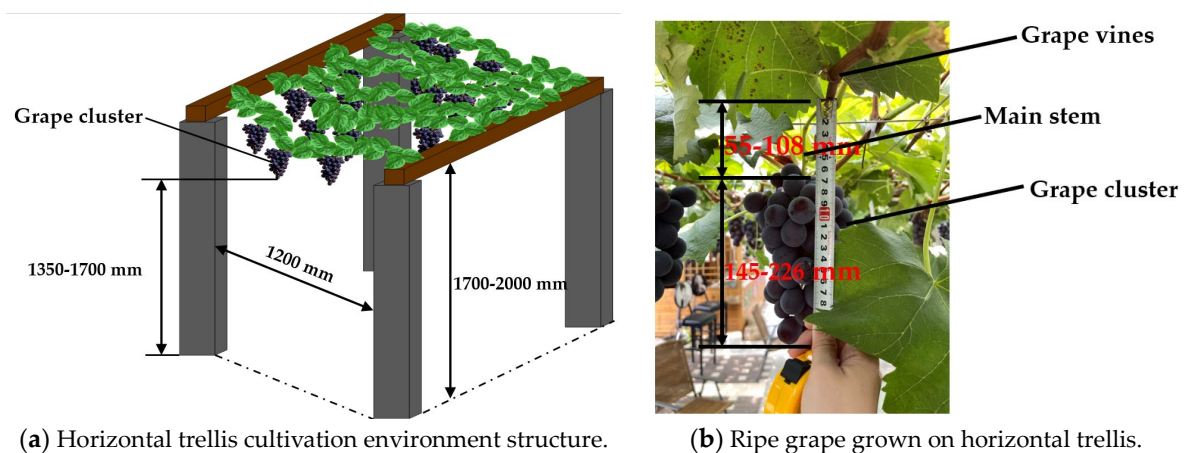 Grape cluster
1350-1700 mm
1200 mm
1700-2000 mm
(a) Horizontal trellis cultivation environment structure.
Grape vines
Main stem
55-108 mm
Grape cluster
145-226 mm
(b) Ripe grape grown on horizontal trellis.